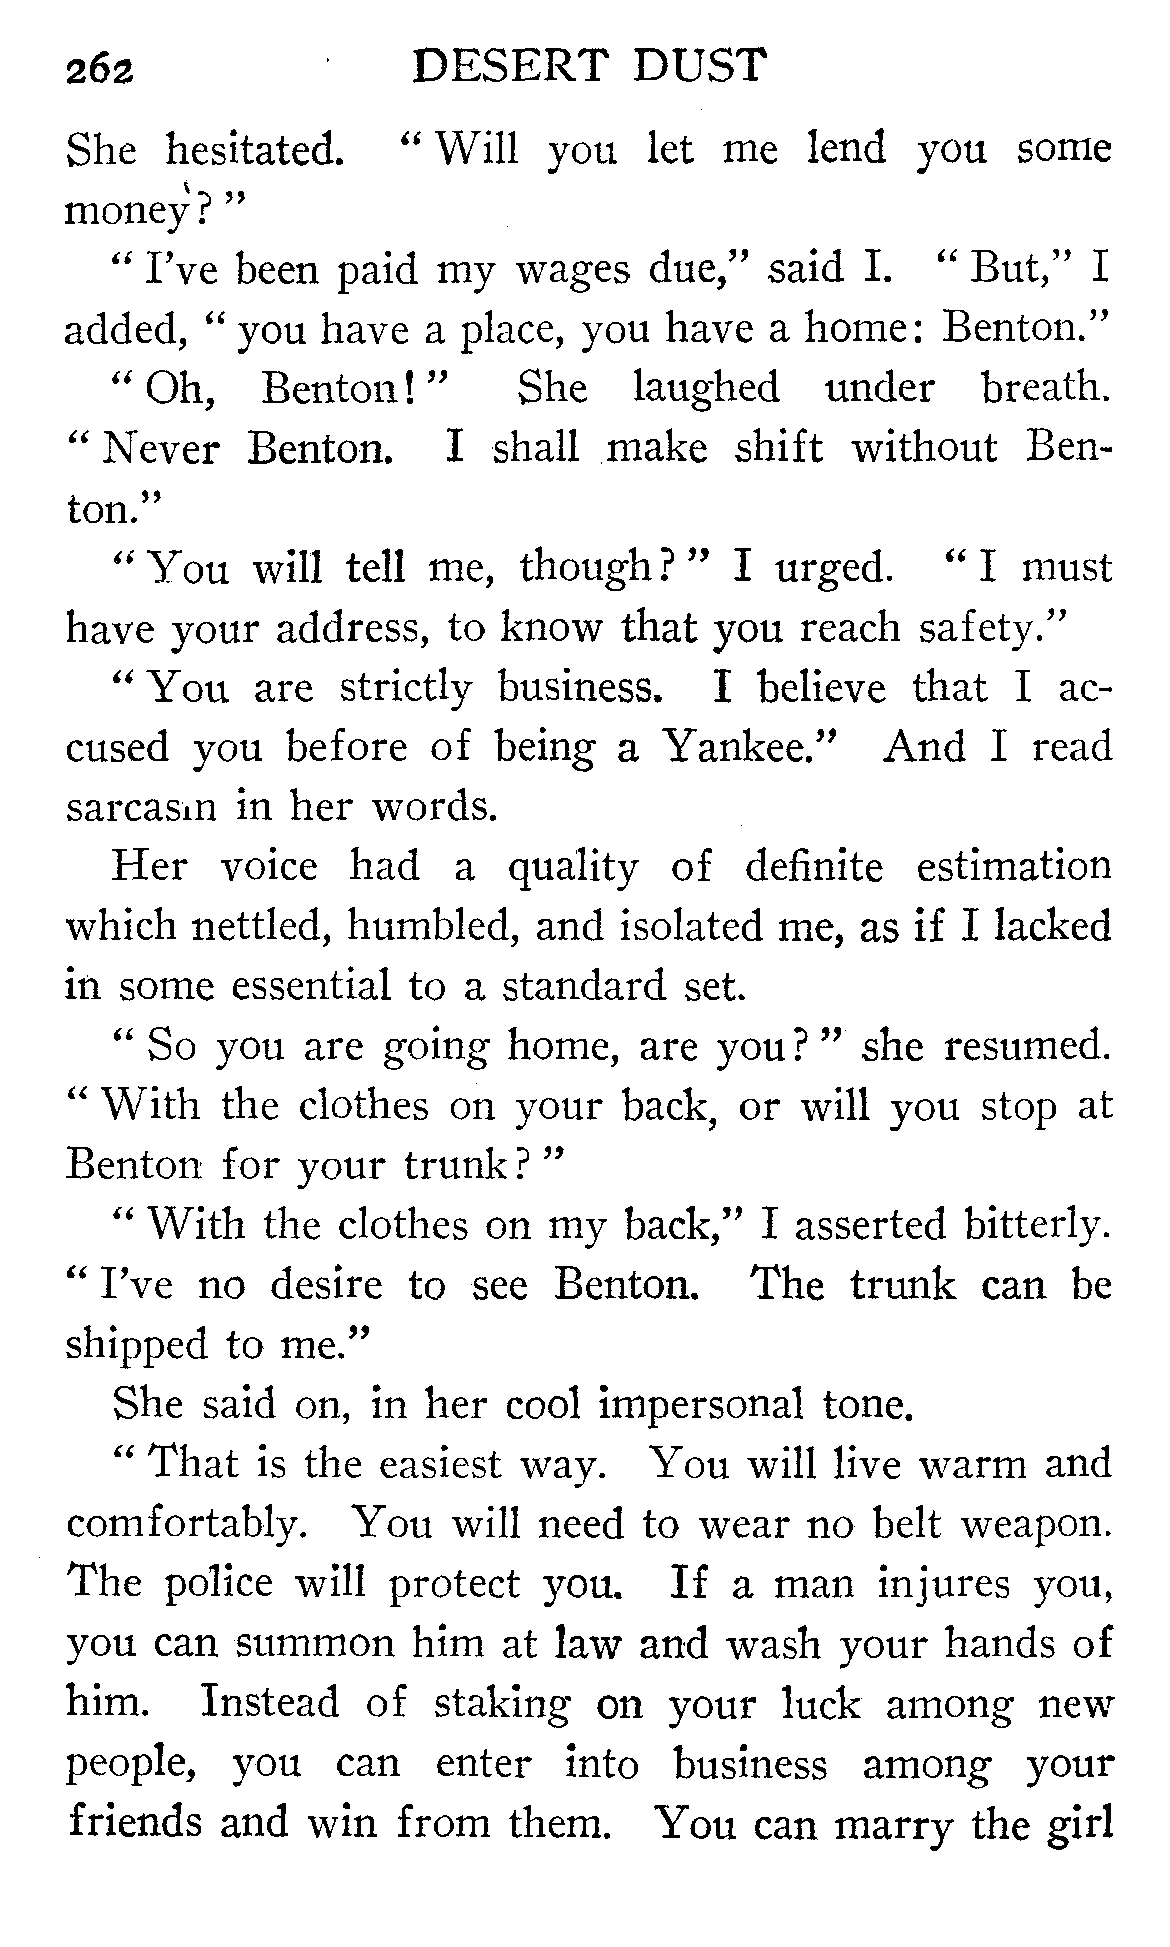 262 DESERT DUST
She hesitated. “ Will you let me lend you some
money? ”
“ I’ve been paid my wages due,” said I. “ But,” I
added, “ you have a place, you have a home: Benton.”
“ Oh, Benton! ” She laughed under breath.
“ Never Benton. I shall make shift without Ben-
ton.”
“ You will tell me, though? ” I urged. “ I must
have your address, to know that you reach safety.”
“ You are strictly business. I believe that I ac-
cused you before of being a Yankee.” And I read
sarcasm in her words.
Her voice had a quality of definite estimation
which nettled, humbled, and isolated me, as if I lacked
in some essential to a standard set.
“ So you are going home, are you? ” she resumed.
“ With the clothes on your back, or will you stop at
Benton for your trunk? ”
“ With the clothes on my back,” I asserted bitterly.
“ I’ve no desire to see Benton. The trunk can be
shipped to me.”
She said on, in her cool impersonal tone.
“ That is the easiest way. You will live warm and
comfortably. You will need to wear no belt weapon.
The police will protect you. If a man injures you,
you can summon him at law and wash your hands of
him. Instead of staking on your luck among new
people, you can enter into business among your
friends and win from them. You can marry the girl